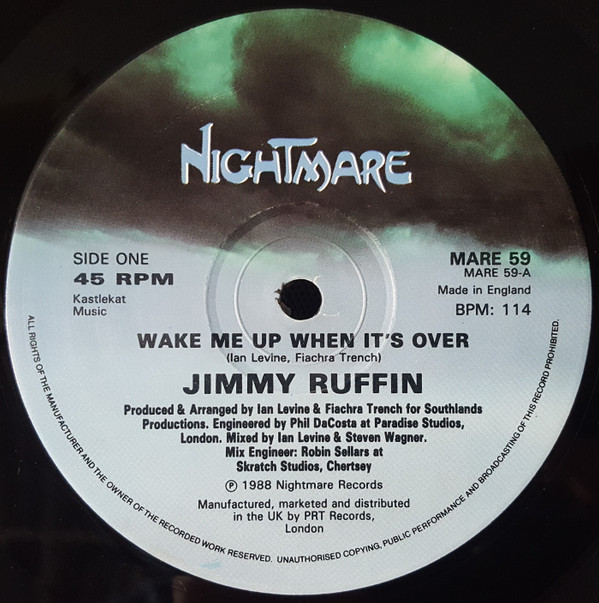 NIGHTMARE
SIDE ONE
45 RPM
Kastlekat
Music
MARE 59
MARE 59-A
Made in England
BPM: 114
WAKE ME UP WHEN IT'S OVER
(Ian Levine, Fiachra Trench)
JIMMY RUFFIN
Produced & Arranged by Ian Levine & Fiachra Trench for Southlands
Productions. Engineered by Phil DaCosta at Paradise Studios,
London. Mixed by Ian Levine & Steven Wagner.
Mix Engineer: Robin Sellars at
Skratch Studios, Chertsey
℗ 1988 Nightmare Records
Manufactured, marketed and distributed
in the UK by PRT Records,
London
ALL RIGHTS OF THE MANUFACTURER AND THE OWNER OF THE RECORDED WORK RESERVED. UNAUTHORISED COPYING, PUBLIC PERFORMANCE AND BROADCASTING OF THIS RECORD PROHIBITED.